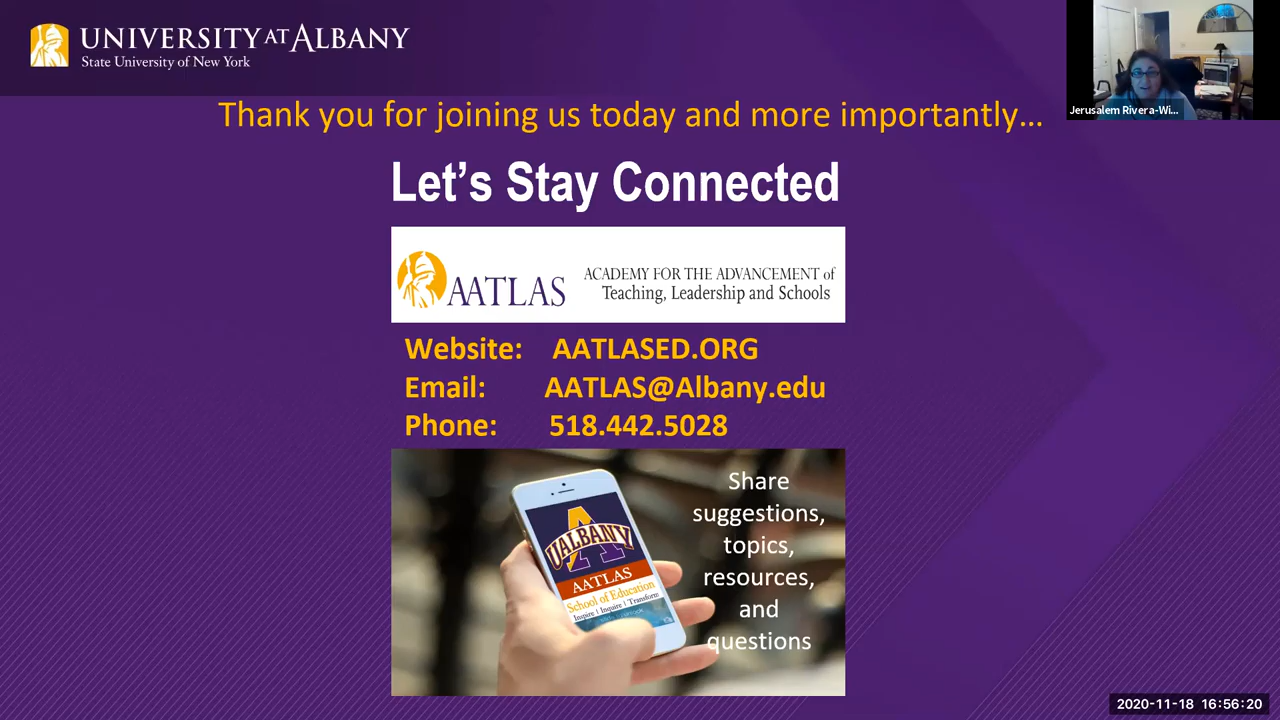 UNIVERSITY AT ALBANY
State University of New York
Jerusalem Rivera-Wi...
Thank you for joining us today and more importantly…
Let’s Stay Connected
AATLAS
ACADEMY FOR THE ADVANCEMENT of
Teaching, Leadership and Schools
Website: AATLASED.ORG
Email: AATLAS@Albany.edu
Phone: 518.442.5028
Share
suggestions,
topics,
resources,
and
questions
UALBANY
AATLAS
School of Education
Inspire | Inquire | Transform
2020-11-18 16:56:20